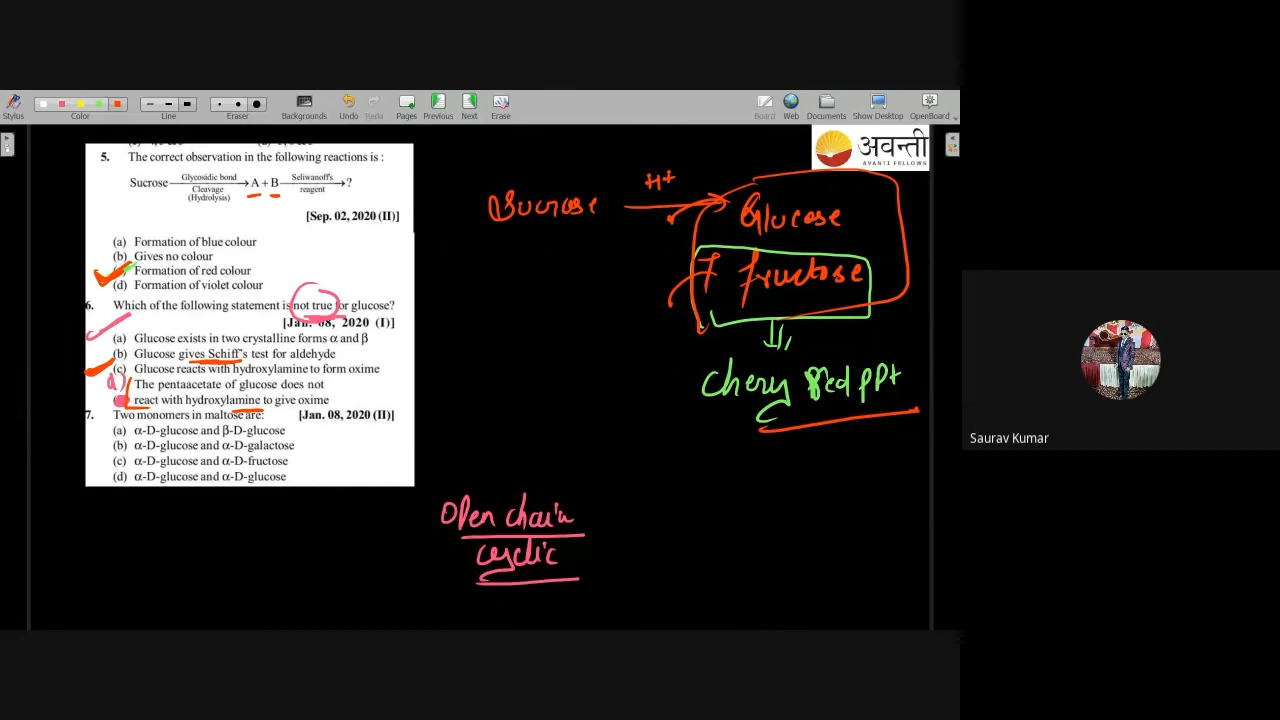 Stylus
Color
Line
Eraser
Backgrounds
Undo
Redo
Pages
Previous
Next
Erase
Board
Web
Documents
Show Desktop
OpenBoard
अवन्ती
AVANTI FELLOWS
5. The correct observation in the following reactions is :
Sucrose Glycosidic bond Cleavage (Hydrolysis) A + B Seliwanoff's reagent ?
[Sep. 02, 2020 (II)]
(a) Formation of blue colour
(b) Gives no colour
Formation of red colour
(d) Formation of violet colour
6. Which of the following statement is not true for glucose?
[Jan. 08, 2020 (I)]
(a) Glucose exists in two crystalline forms α and β
(b) Glucose gives Schiff's test for aldehyde
(c) Glucose reacts with hydroxylamine to form oxime
d)
The pentaacetate of glucose does not
react with hydroxylamine to give oxime
7. Two monomers in maltose are: [Jan. 08, 2020 (II)]
(a) α-D-glucose and β-D-glucose
(b) α-D-glucose and α-D-galactose
(c) α-D-glucose and α-D-fructose
(d) α-D-glucose and α-D-glucose
Sucrose H+ Glucose
+ fructose
Chery Red ppt
Open chain
cyclic
Saurav Kumar